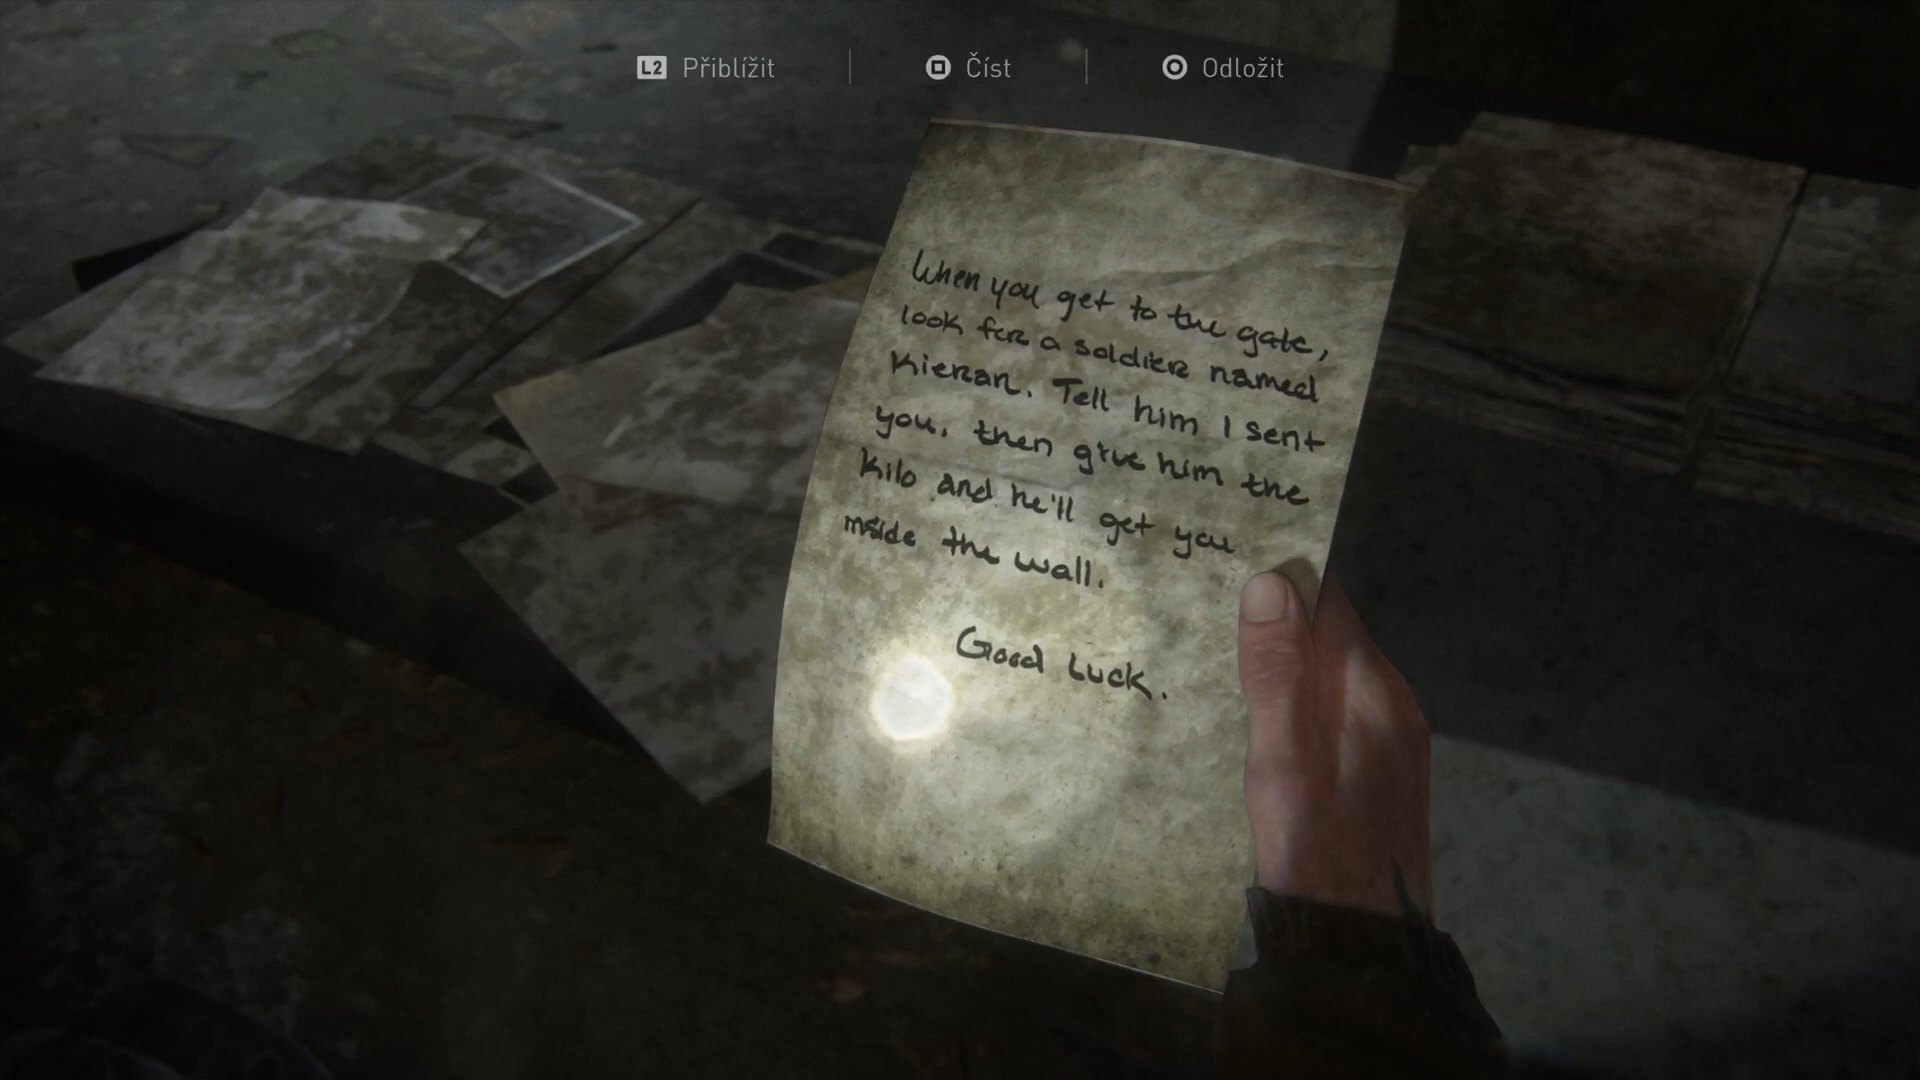 L2 Přiblížit Číst Odložit
When you get to the gate,
look for a soldier named
Kieran. Tell him I sent
you, then give him the
Kilo and he'll get you
inside the wall.
Good Luck.